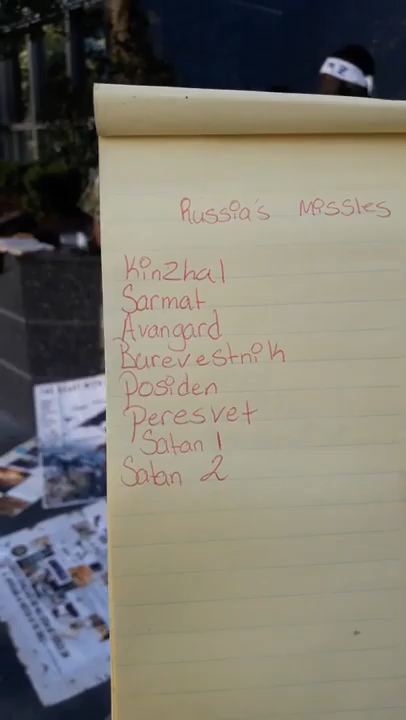 Russia's Missles
Kinzhal
Sarmat
Avangard
Burevestnik
Posiden
Peresvet
Satan 1
Satan 2